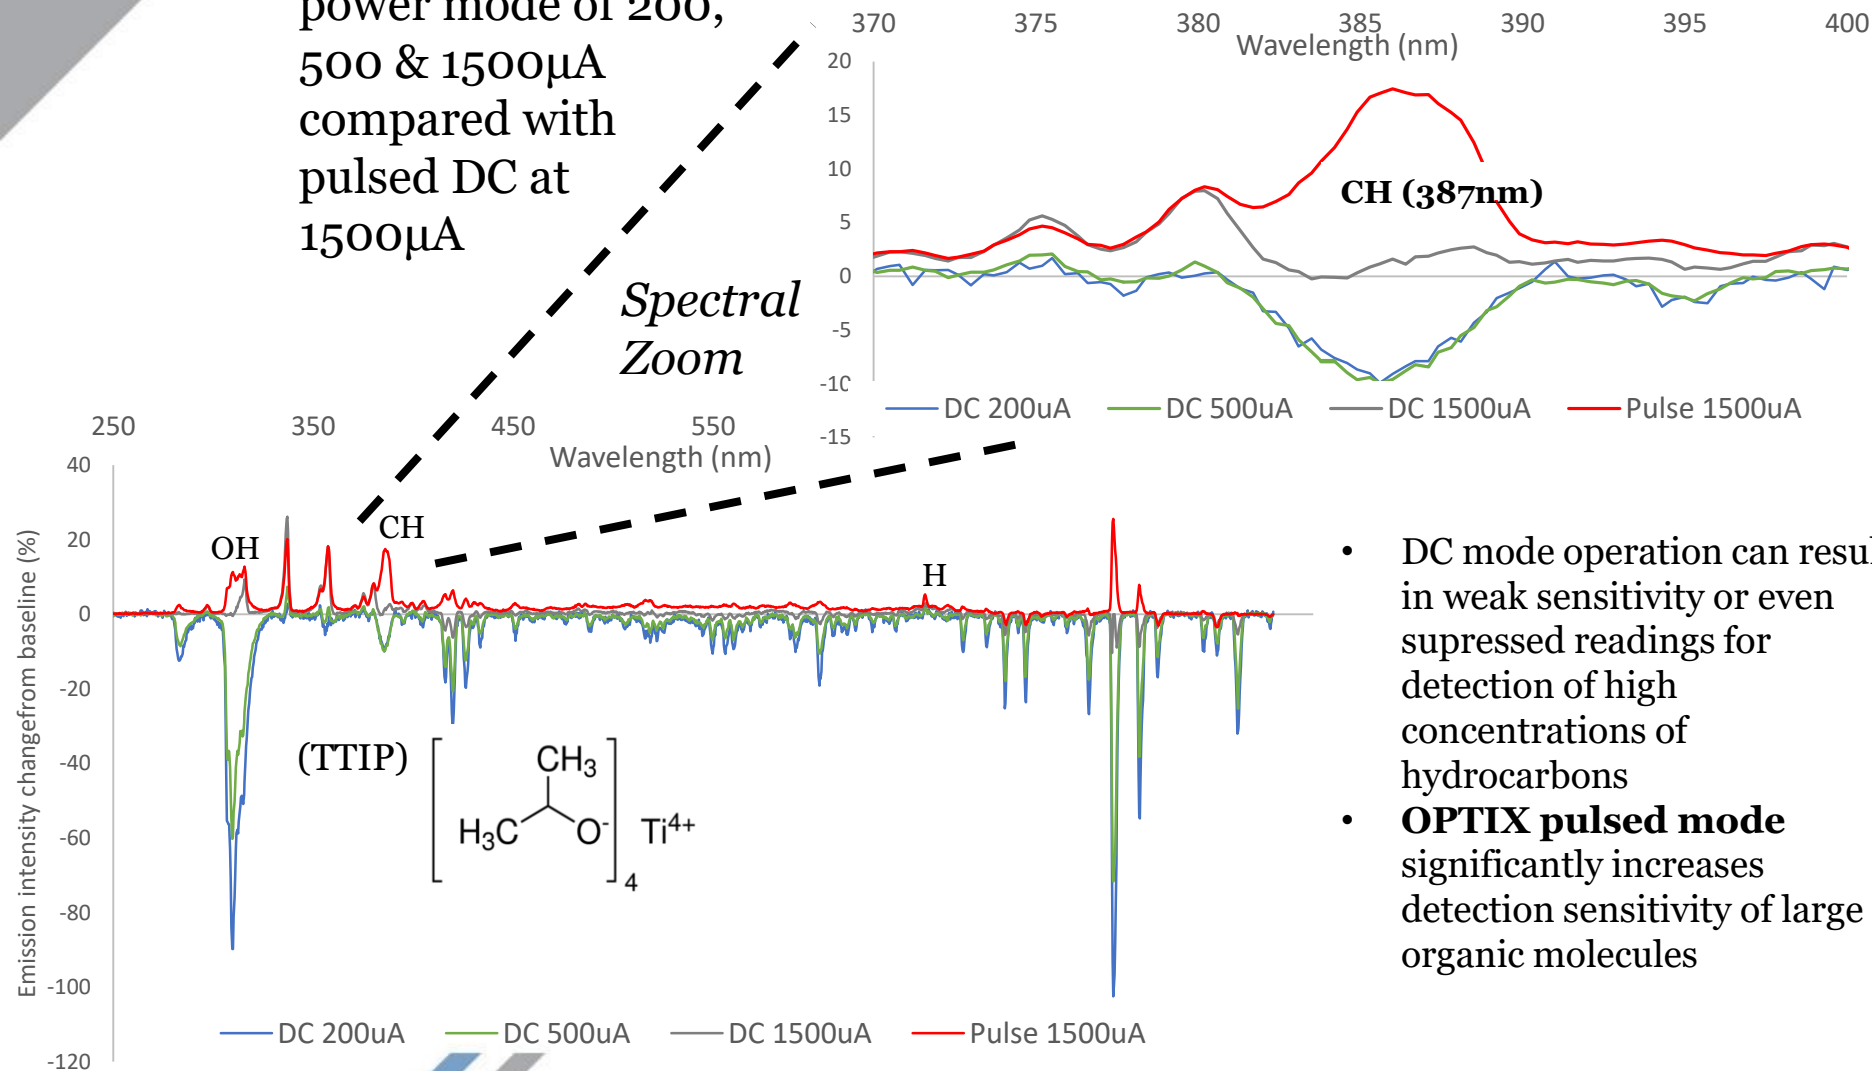 power mode of 200,
500 & 1500µA
compared with
pulsed DC at
1500µA
Spectral
Zoom
370 375 380 385 390 395 400
Wavelength (nm)
20
15
10
5
0
-5
-10
-15
CH (387nm)
DC 200uA DC 500uA DC 1500uA Pulse 1500uA
250 350 450 550
Wavelength (nm)
Emission intensity changefrom baseline (%)
40
20
0
-20
-40
-60
-80
-100
-120
OH
CH
H
(TTIP)
CH3
H3C
O-
4
Ti4+
DC 200uA DC 500uA DC 1500uA Pulse 1500uA
• DC mode operation can resul
in weak sensitivity or even
supressed readings for
detection of high
concentrations of
hydrocarbons
• OPTIX pulsed mode
significantly increases
detection sensitivity of large
organic molecules